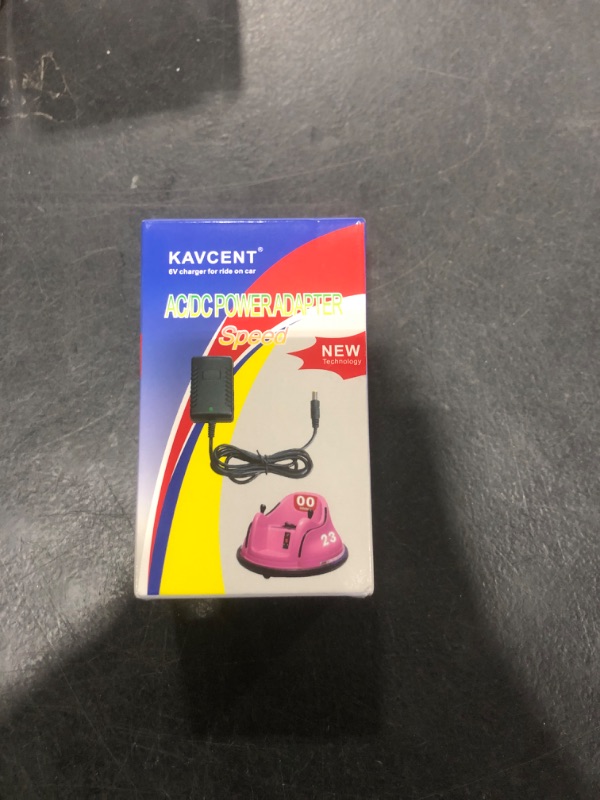 KAVCENT®
6V charger for ride on car
AC/DC POWER ADAPTER
Speed
NEW
Technology
00
23